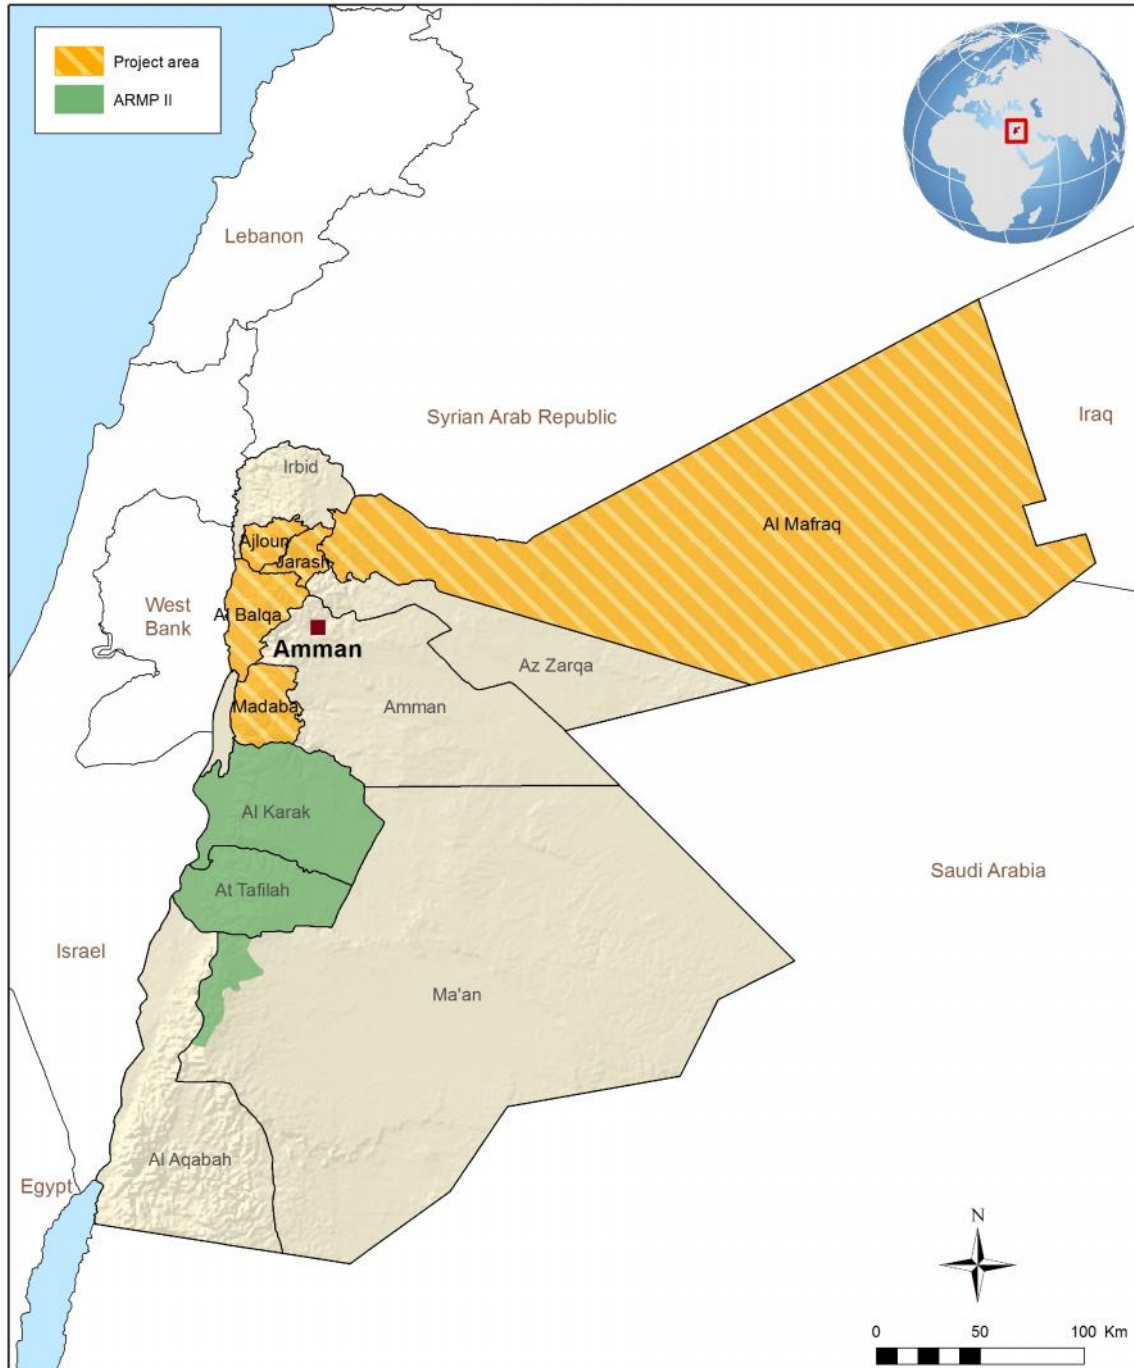 Project area
ARMP II
Lebanon
Syrian Arab Republic
Iraq
Irbid
Al Mafraq
Ajloun
Jarash
West
Bank
Al Balqa
Amman
Az Zarqa
Madaba
Amman
Al Karak
Saudi Arabia
At Tafilah
Israel
Ma'an
Al Aqabah
Egypt
N
0 50 100 Km